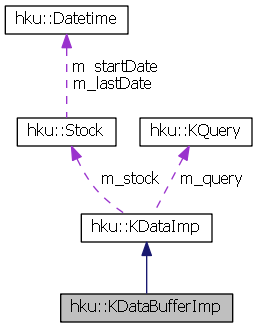 hku::Datetime
m_startDate
m_lastDate
hku::Stock
hku::KQuery
m_stock
m_query
hku::KDataImp
hku::KDataBufferImp